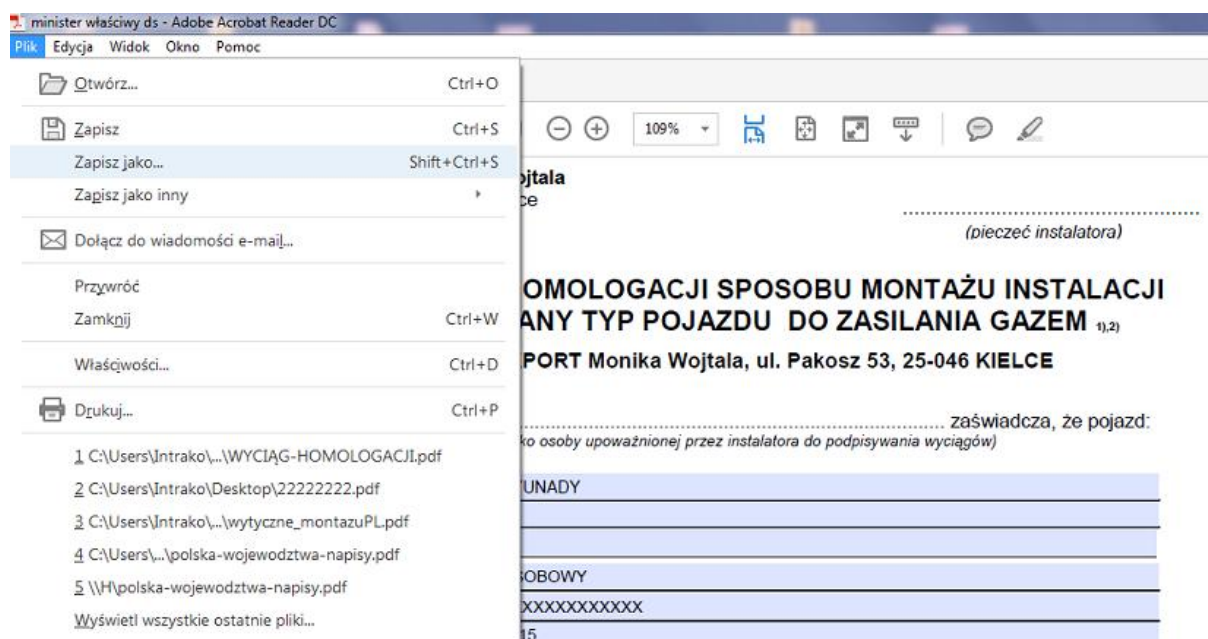 minister właściwy ds - Adobe Acrobat Reader DC
Plik Edycja Widok Okno Pomoc
Otwórz... Ctrl+O
Zapisz Ctrl+S
Zapisz jako... Shift+Ctrl+S
Zapisz jako inny
Dołącz do wiadomości e-mail...
Przywróć
Zamknij Ctrl+W
Właściwości... Ctrl+D
Drukuj... Ctrl+P
1 C:\Users\Intrako\...\WYCIĄG-HOMOLOGACJI.pdf
2 C:\Users\Intrako\Desktop\22222222.pdf
3 C:\Users\Intrako\...\wytyczne_montazuPL.pdf
4 C:\Users\...\polska-wojewodztwa-napisy.pdf
5 \\H\polska-wojewodztwa-napisy.pdf
Wyświetl wszystkie ostatnie pliki...
109%
ojtala
ce
(pieczęć instalatora)
OMOLOGACJI SPOSOBU MONTAŻU INSTALACJI
ANY TYP POJAZDU DO ZASILANIA GAZEM 1),2)
PORT Monika Wojtala, ul. Pakosz 53, 25-046 KIELCE
zaświadcza, że pojazd:
ko osoby upoważnionej przez instalatora do podpisywania wyciągów)
UNADY
OBOWY
XXXXXXXXXXX
15